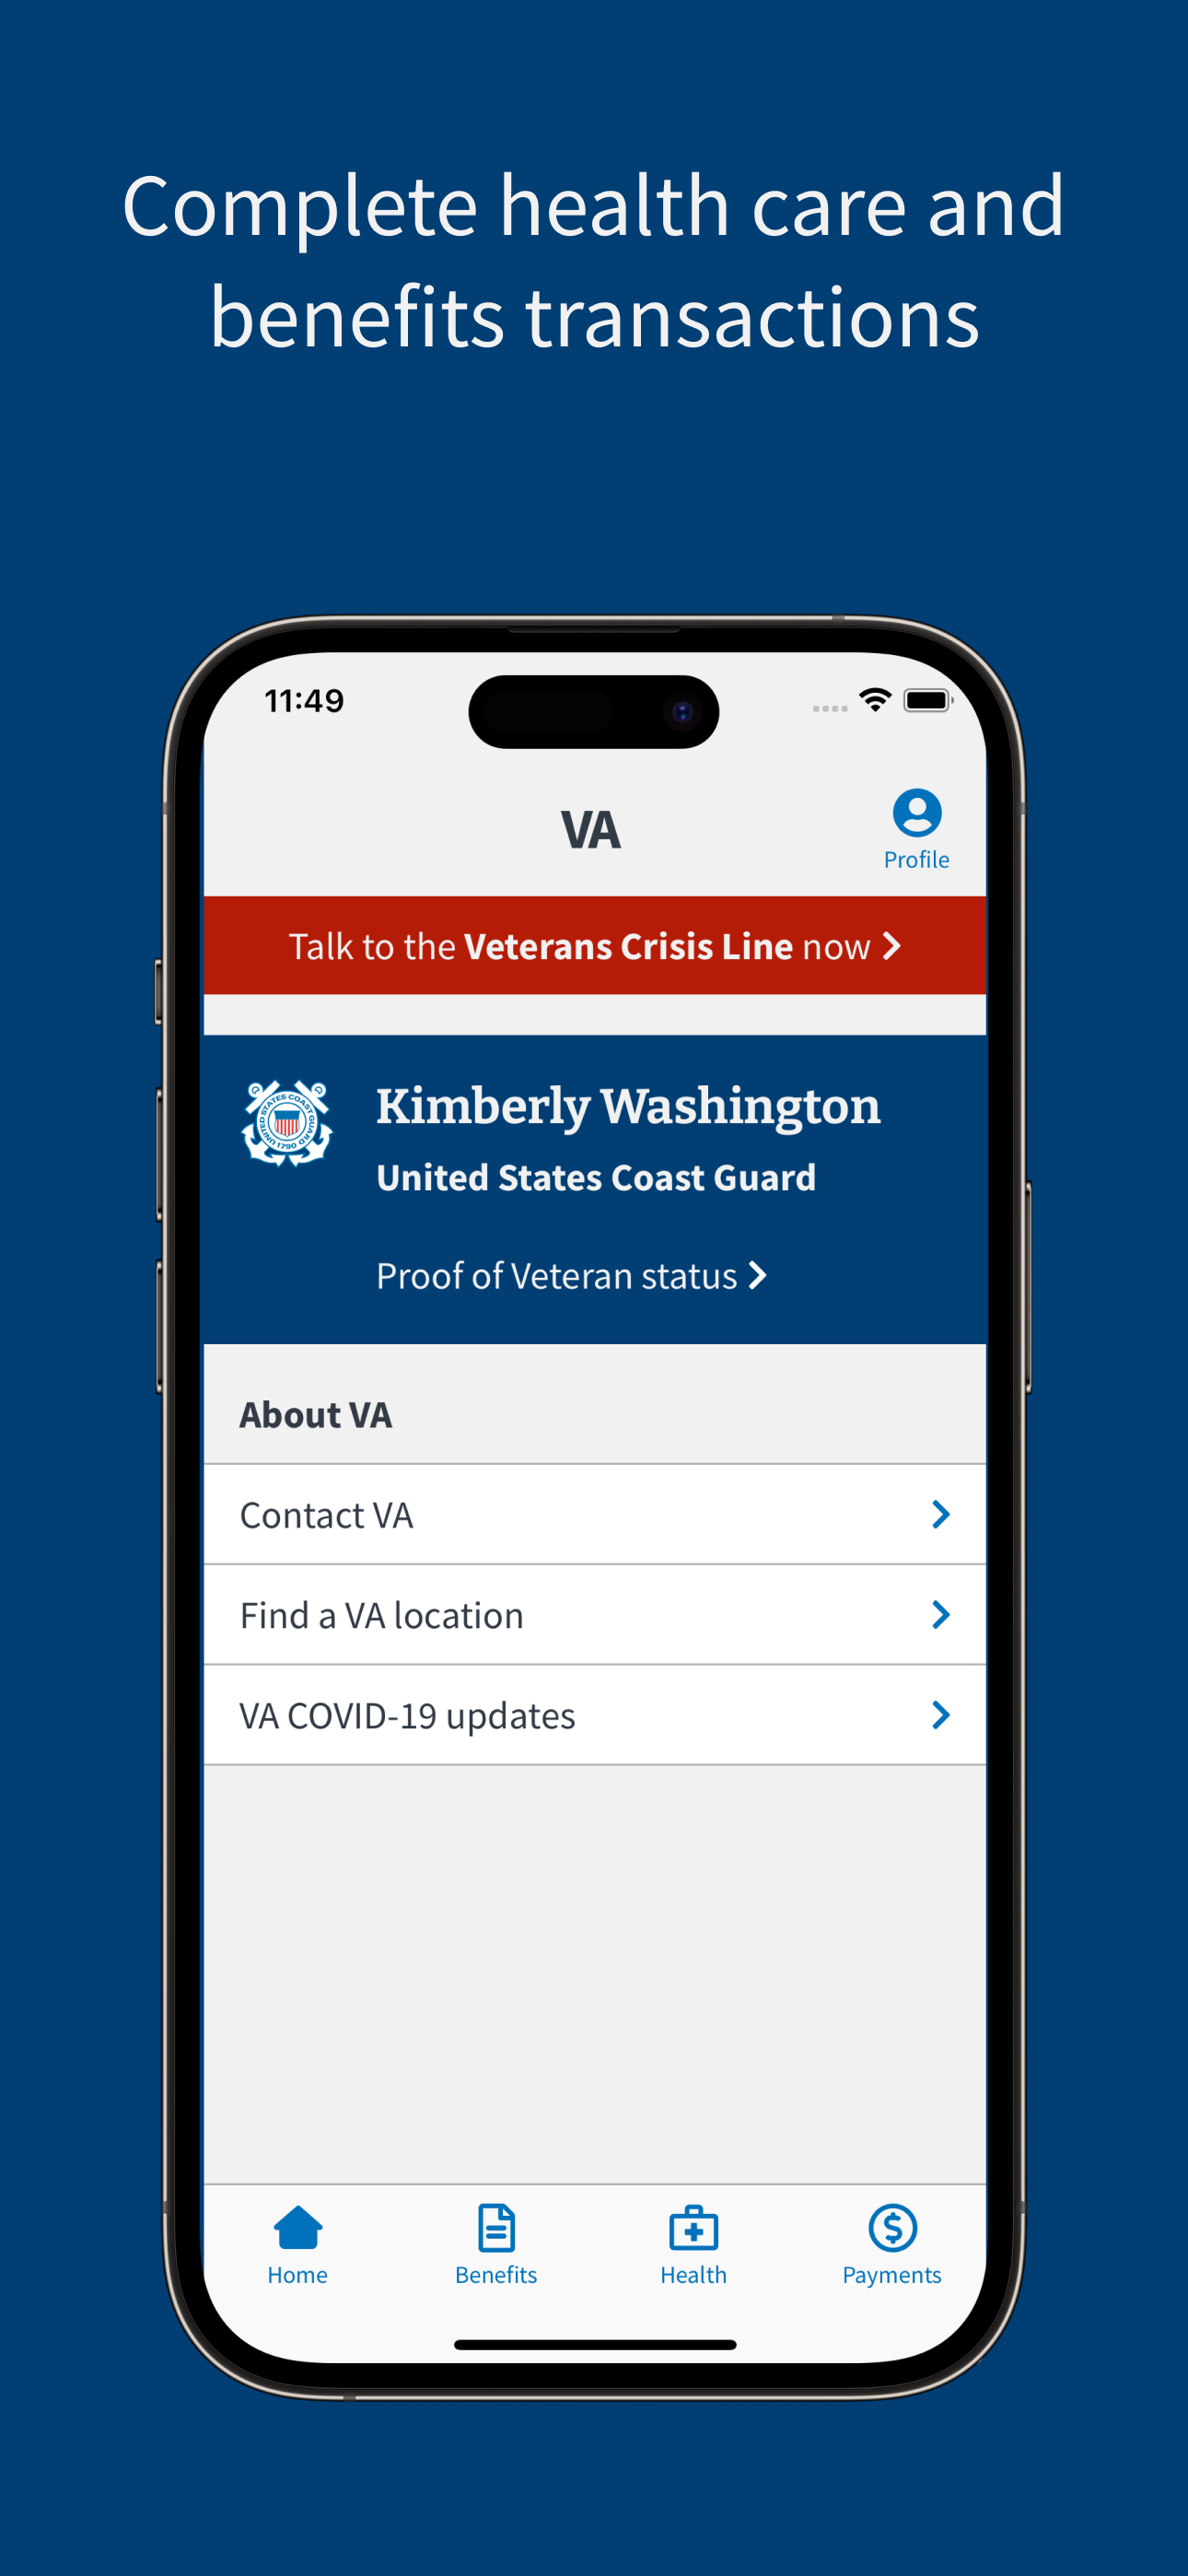 Complete health care and
benefits transactions
11:49
VA
Profile
Talk to the Veterans Crisis Line now
UNITED STATES COAST GUARD
1790
Kimberly Washington
United States Coast Guard
Proof of Veteran status
About VA
Contact VA
Find a VA location
VA COVID-19 updates
Home
Benefits
Health
Payments